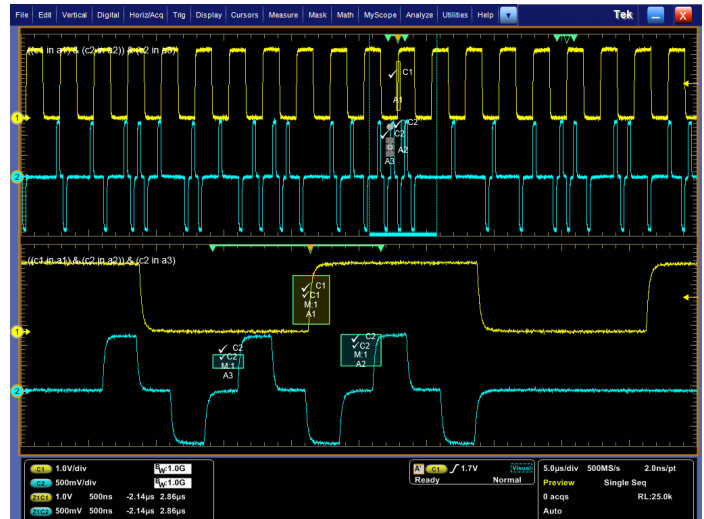 File Edit Vertical Digital Horiz/Acq Trig Display Cursors Measure Mask Math MyScope Analyze Utilities Help Tek X
((c1 in a1) & (c2 in a2)) & (c2 in a3)
C1
A1
1
C2
C2
A2
A3
2
((c1 in a1) & (c2 in a2)) & (c2 in a3)
C1
C1
M:1
A1
1
C2
C2
M:1
A3
C2
C2
M:1
A2
2
C1 1.0V/div BW:1.0G
C2 500mV/div BW:1.0G
Z1C1 1.0V 500ns -2.14µs 2.86µs
Z1C2 500mV 500ns -2.14µs 2.86µs
A' C1 1.7V Visual
Ready Normal
5.0µs/div 500MS/s 2.0ns/pt
Preview Single Seq
0 acqs RL:25.0k
Auto